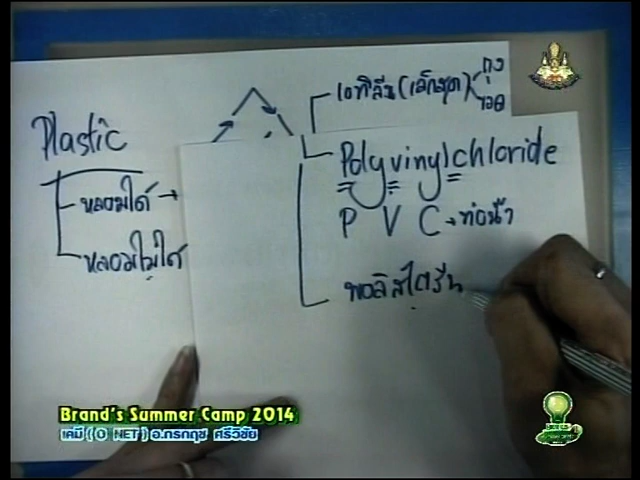 เอทิลีน (เล็กสุด) ถุง
ขวด
Plastic
Polyvinylchloride
หลอมได้
P V C → ท่อน้ำ
หลอมไม่ได้
พอลิสไตรีน
Brand's Summer Camp 2014
เคมี (O NET) อ.กรกฤช ศรีวิชัย